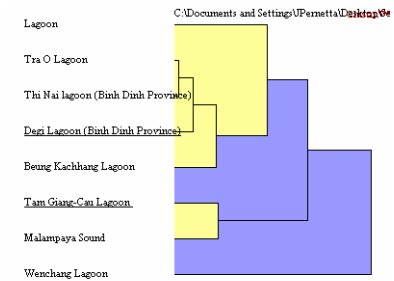 C:\Documents and Settings\JPernetta\Desktop\
Lagoon
Tra O Lagoon
Thi Nai lagoon (Binh Dinh Province)
Degi Lagoon (Binh Dinh Province)
Beung Kachhang Lagoon
Tam Giang-Cau Lagoon
Malampaya Sound
Wenchang Lagoon